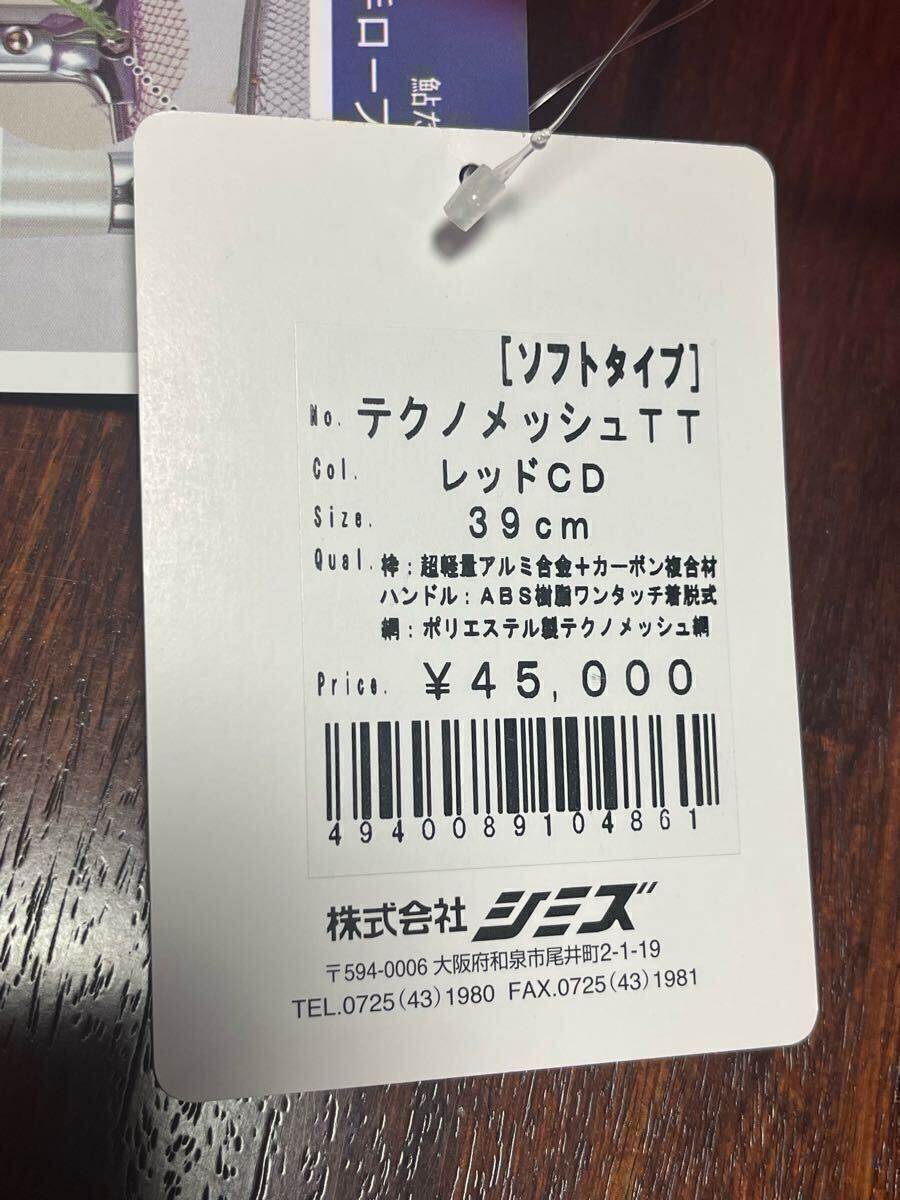 鮎た
[ソフトタイプ]
No. テクノメッシュTT
Col. レッドCD
Size. 39cm
Qual. 枠:超軽量アルミ合金+カーボン複合材
ハンドル:ABS樹脂ワンタッチ着脱式
網:ポリエステル製テクノメッシュ網
Price. ¥45,000
4940089104861
株式会社 シミズ
〒594-0006 大阪府和泉市尾井町2-1-19
TEL.0725(43)1980 FAX.0725(43)1981